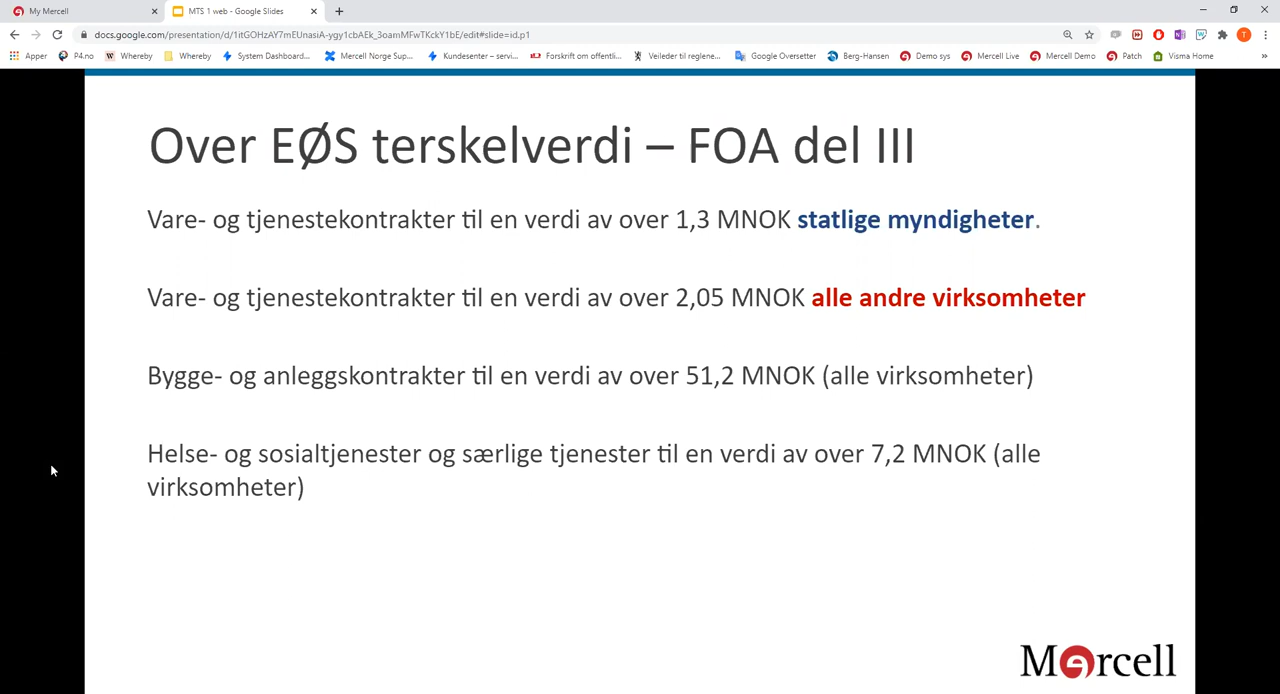 My Mercell
MTS 1 web - Google Slides
docs.google.com/presentation/d/1itGOHzAY7mEUnasiA-ygy1cbAEk_3oamMFwTKckY1bE/edit#slide=id.p1
Apper P4.no Whereby Whereby System Dashboard... Mercell Norge Sup... Kundesenter – servi... Forskrift om offentli... Veileder til reglene... Google Oversetter Berg-Hansen Demo sys Mercell Live Mercell Demo Patch Visma Home »
Over EØS terskelverdi – FOA del III
Vare- og tjenestekontrakter til en verdi av over 1,3 MNOK statlige myndigheter.
Vare- og tjenestekontrakter til en verdi av over 2,05 MNOK alle andre virksomheter
Bygge- og anleggskontrakter til en verdi av over 51,2 MNOK (alle virksomheter)
Helse- og sosialtjenester og særlige tjenester til en verdi av over 7,2 MNOK (alle
virksomheter)
Mercell